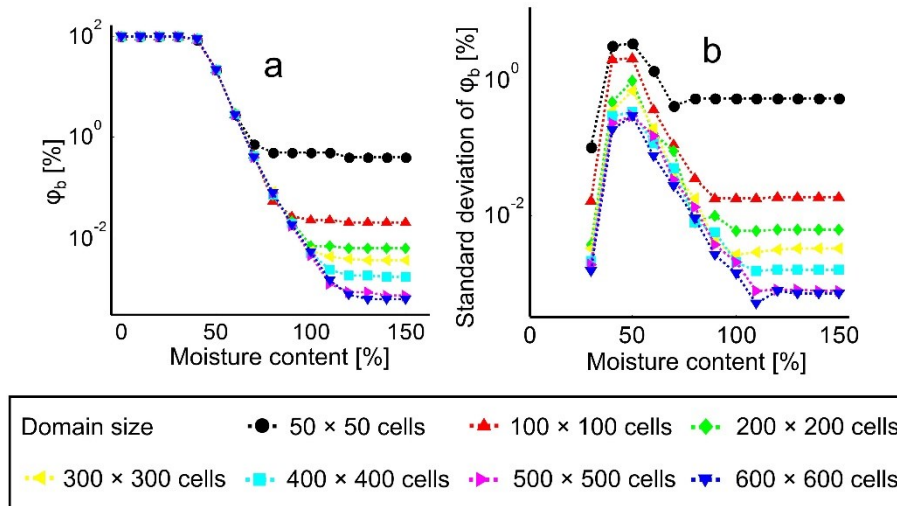 a
10²
10⁰
10⁻²
φb [%]
0
50
100
150
Moisture content [%]
b
10⁰
10⁻²
Standard deviation of φb [%]
0
50
100
150
Moisture content [%]
Domain size
50 × 50 cells
100 × 100 cells
200 × 200 cells
300 × 300 cells
400 × 400 cells
500 × 500 cells
600 × 600 cells